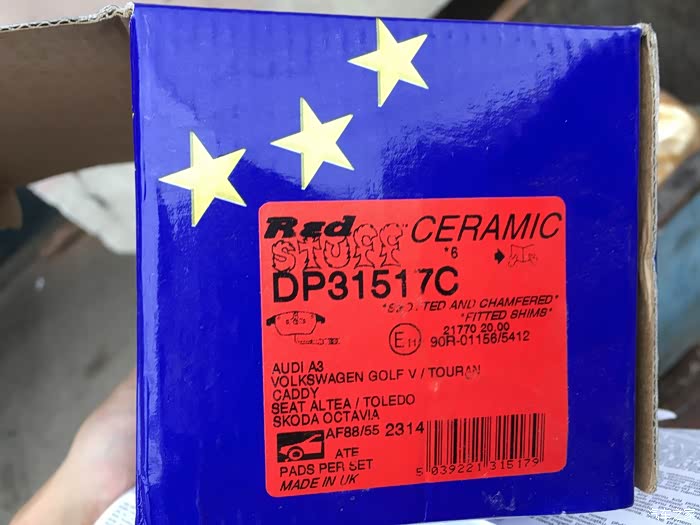 Red CERAMIC
STUFF *6
DP31517C
AND CHAMFERED"
"FITTED SHIMS"
E 11
21770 20.00
90R-01156/5412
AUDI A3
VOLKSWAGEN GOLF V / TOURAN
CADDY
SEAT ALTEA / TOLEDO
SKODA OCTAVIA
AF88/55 2314
ATE
PADS PER SET
MADE IN UK
5 039221 315179